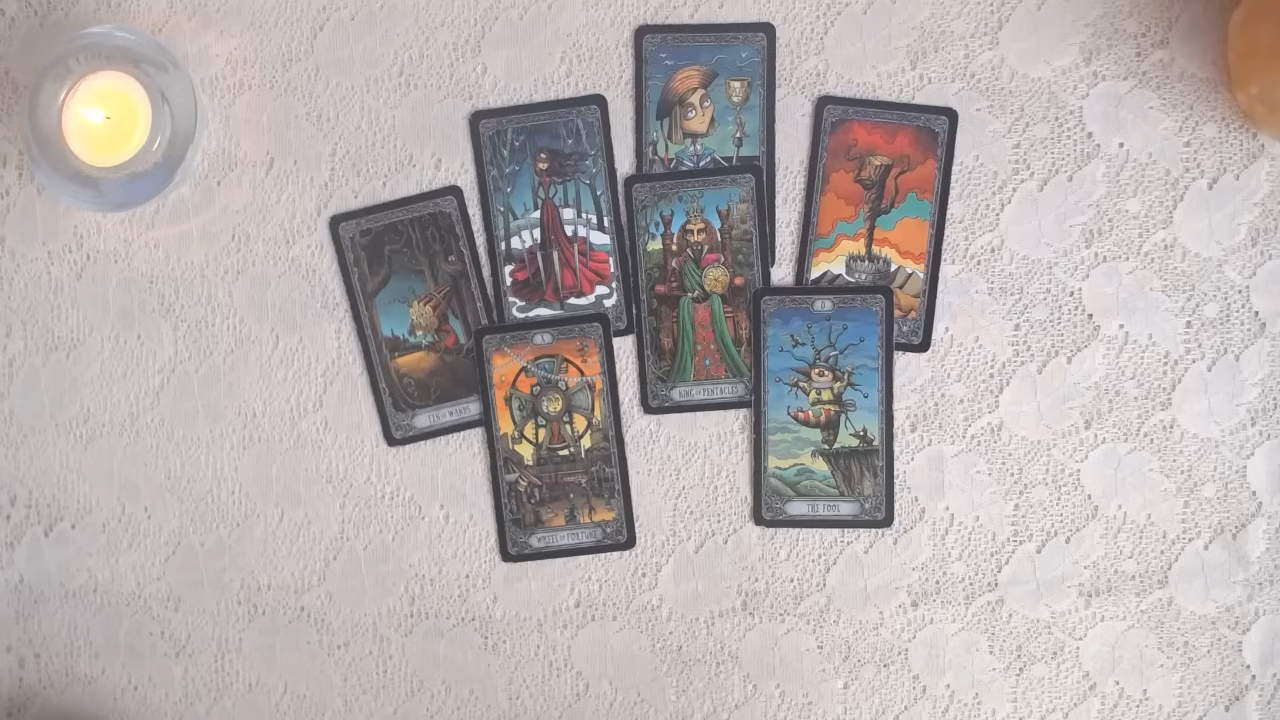 TEN OF WANDS
X
WHEEL OF FORTUNE
KING OF PENTACLES
0
THE FOOL